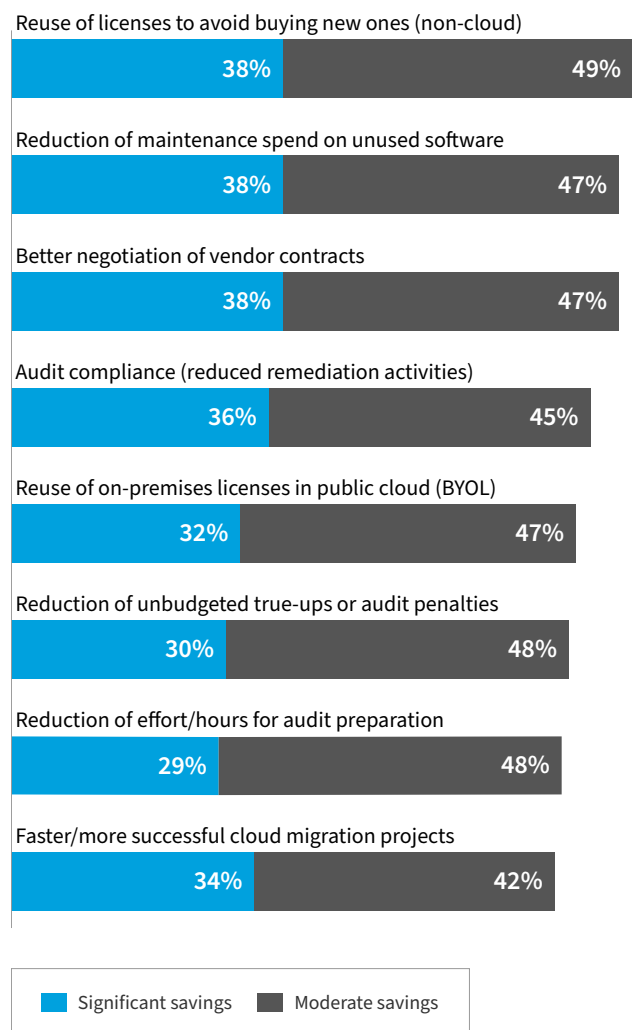 Reuse of licenses to avoid buying new ones (non-cloud)
38% 49%
Reduction of maintenance spend on unused software
38% 47%
Better negotiation of vendor contracts
38% 47%
Audit compliance (reduced remediation activities)
36% 45%
Reuse of on-premises licenses in public cloud (BYOL)
32% 47%
Reduction of unbudgeted true-ups or audit penalties
30% 48%
Reduction of effort/hours for audit preparation
29% 48%
Faster/more successful cloud migration projects
34% 42%
Significant savings Moderate savings